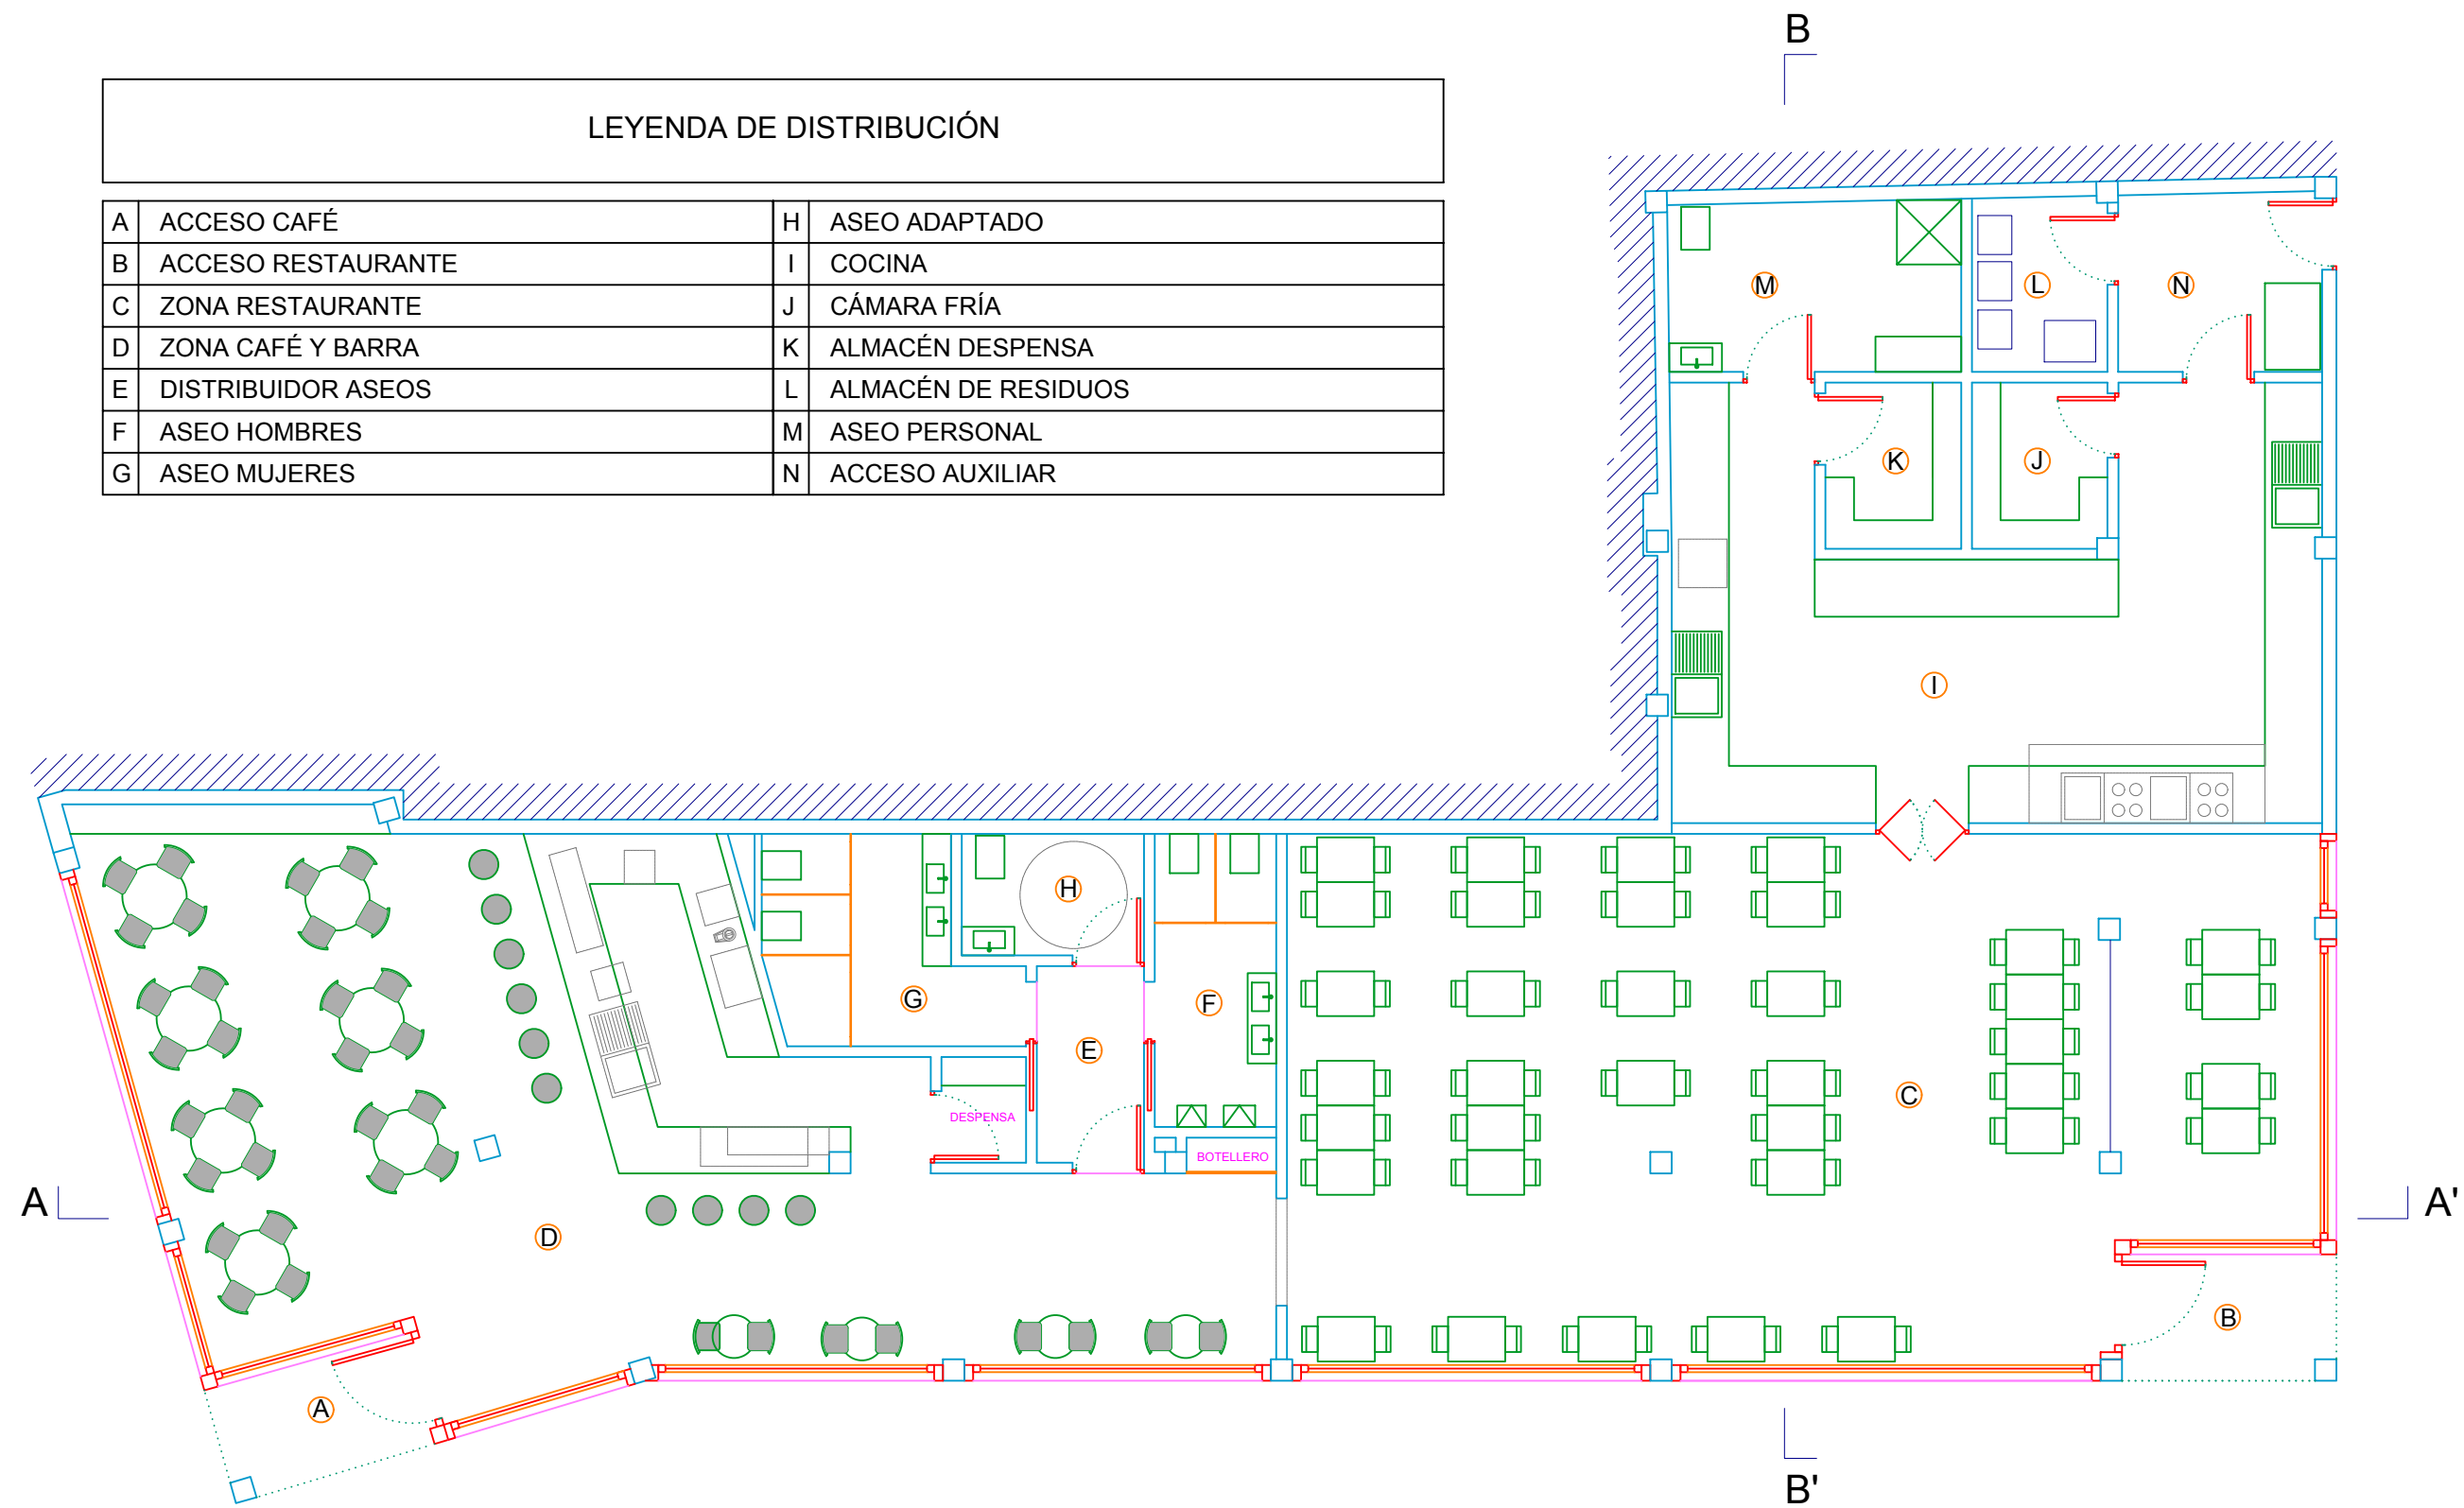 B
LEYENDA DE DISTRIBUCIÓN
A ACCESO CAFÉ H ASEO ADAPTADO
B ACCESO RESTAURANTE I COCINA
C ZONA RESTAURANTE J CÁMARA FRÍA
D ZONA CAFÉ Y BARRA K ALMACÉN DESPENSA
E DISTRIBUIDOR ASEOS L ALMACÉN DE RESIDUOS
F ASEO HOMBRES M ASEO PERSONAL
G ASEO MUJERES N ACCESO AUXILIAR
M L N
K J
I
H
G F
E
C
DESPENSA
BOTELLERO
A A'
D
B
A
B'